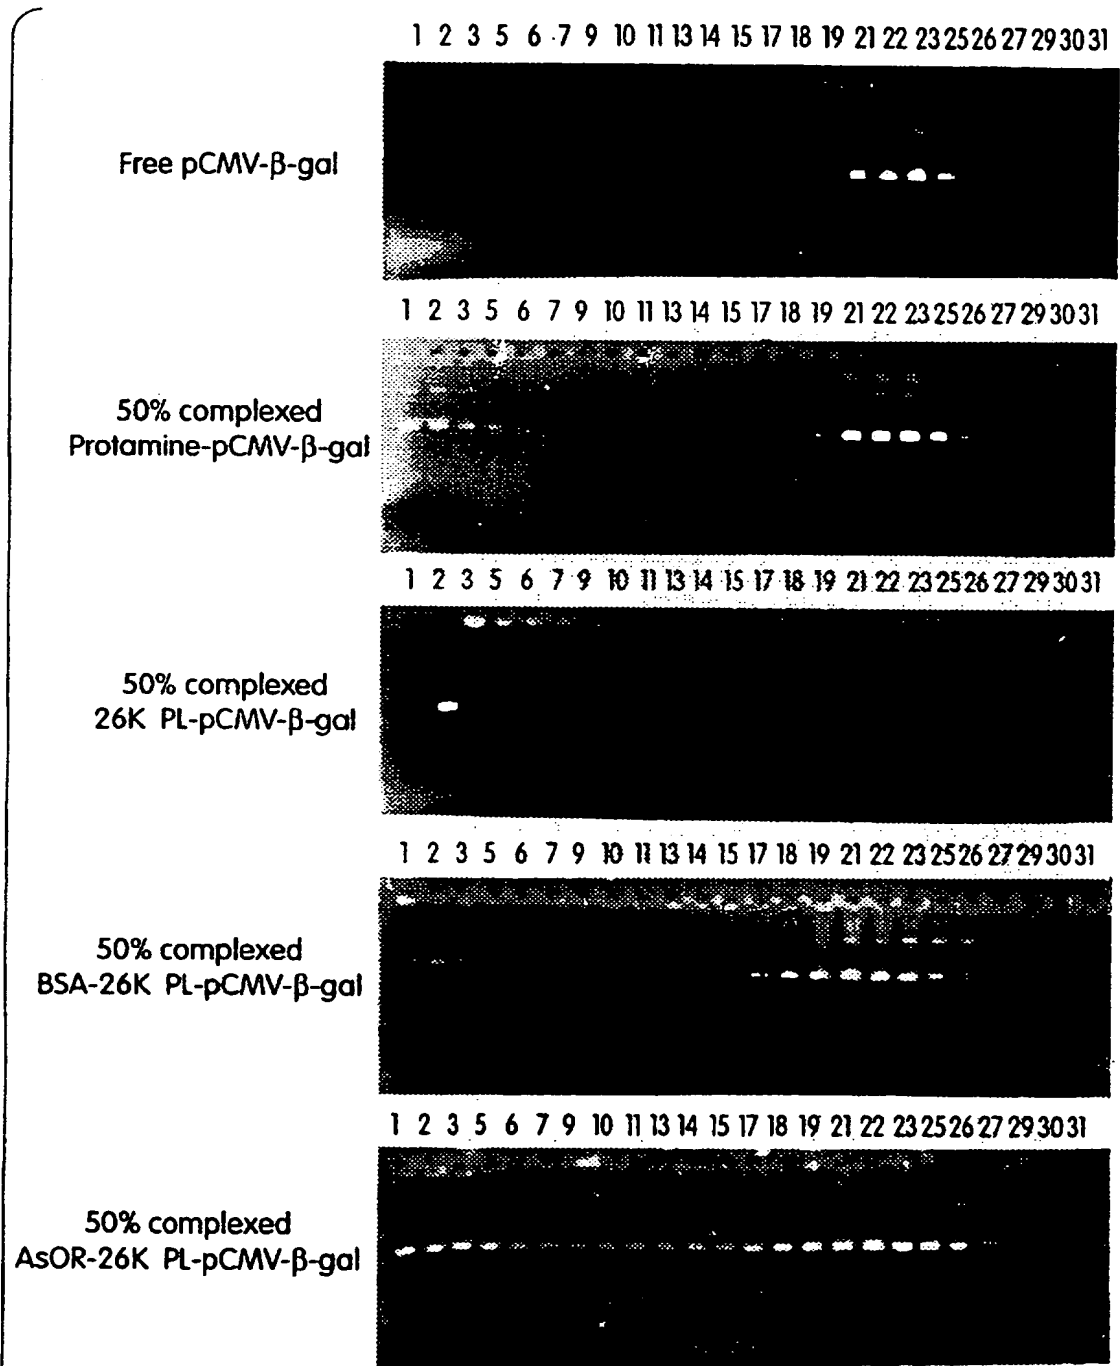 1 2 3 5 6 7 9 10 11 13 14 15 17 18 19 21 22 23 25 26 27 29 30 31
Free pCMV-β-gal
1 2 3 5 6 7 9 10 11 13 14 15 17 18 19 21 22 23 25 26 27 29 30 31
50% complexed
Protamine-pCMV-β-gal
1 2 3 5 6 7 9 10 11 13 14 15 17 18 19 21 22 23 25 26 27 29 30 31
50% complexed
26K PL-pCMV-β-gal
1 2 3 5 6 7 9 10 11 13 14 15 17 18 19 21 22 23 25 26 27 29 30 31
50% complexed
BSA-26K PL-pCMV-β-gal
1 2 3 5 6 7 9 10 11 13 14 15 17 18 19 21 22 23 25 26 27 29 30 31
50% complexed
AsOR-26K PL-pCMV-β-gal